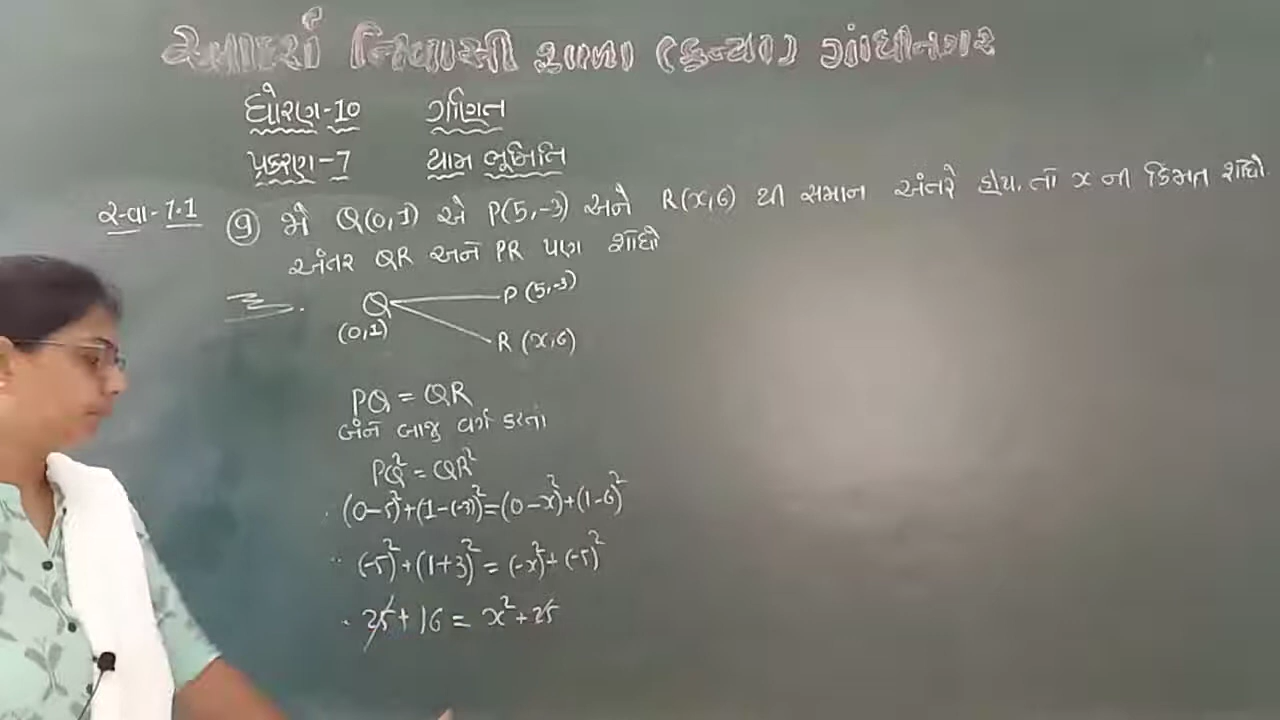 આદર્શ નિવાસી શાળા (કન્યા) ગાંધીનગર
ધોરણ-10 ગણિત
પ્રકરણ-7 યામ ભૂમિતિ
સ્વા-7.1 (9) જો Q(0,1) એ P(5,-3) અને R(x,6) થી સમાન અંતરે હોય, તો x ની કિંમત શોધો.
અંતર QR અને PR પણ શોધો
Q P (5,-3)
(0,1)
R (x,6)
PQ = QR
બંને બાજુ વર્ગ કરતાં
PQ² = QR²
(0-5)²+(1-(-3))²=(0-x)²+(1-6)²
∴ (-5)²+(1+3)²=(-x)²+(-5)²
∴ 25+16 = x²+25